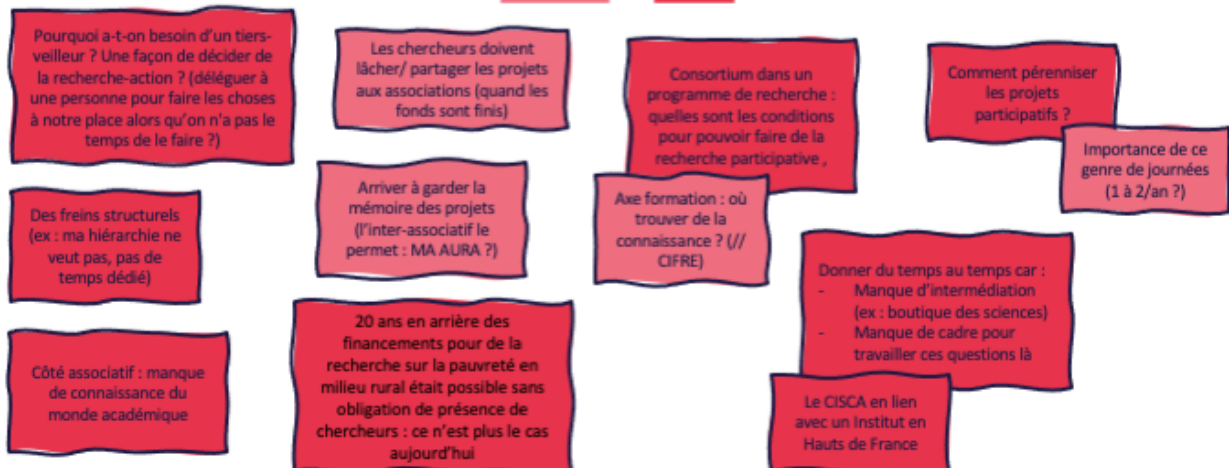 Pourquoi a-t-on besoin d'un tiers-
veilleur ? Une façon de décider de
la recherche-action ? (déléguer à
une personne pour faire les choses
à notre place alors qu'on n'a pas le
temps de le faire ?)
Les chercheurs doivent
lâcher/ partager les projets
aux associations (quand les
fonds sont finis)
Consortium dans un
programme de recherche :
quelles sont les conditions
pour pouvoir faire de la
recherche participative ,
Comment pérenniser
les projets
participatifs ?
Importance de ce
genre de journées
(1 à 2/an ?)
Des freins structurels
(ex : ma hiérarchie ne
veut pas, pas de
temps dédié)
Arriver à garder la
mémoire des projets
(l'inter-associatif le
permet : MA AURA ?)
Axe formation : où
trouver de la
connaissance ? (//
CIFRE)
Donner du temps au temps car :
- Manque d'intermédiation
(ex : boutique des sciences)
- Manque de cadre pour
travailler ces questions là
Côté associatif : manque
de connaissance du
monde académique
20 ans en arrière des
financements pour de la
recherche sur la pauvreté en
milieu rural était possible sans
obligation de présence de
chercheurs : ce n'est plus le cas
aujourd'hui
Le CISCA en lien
avec un Institut en
Hauts de France